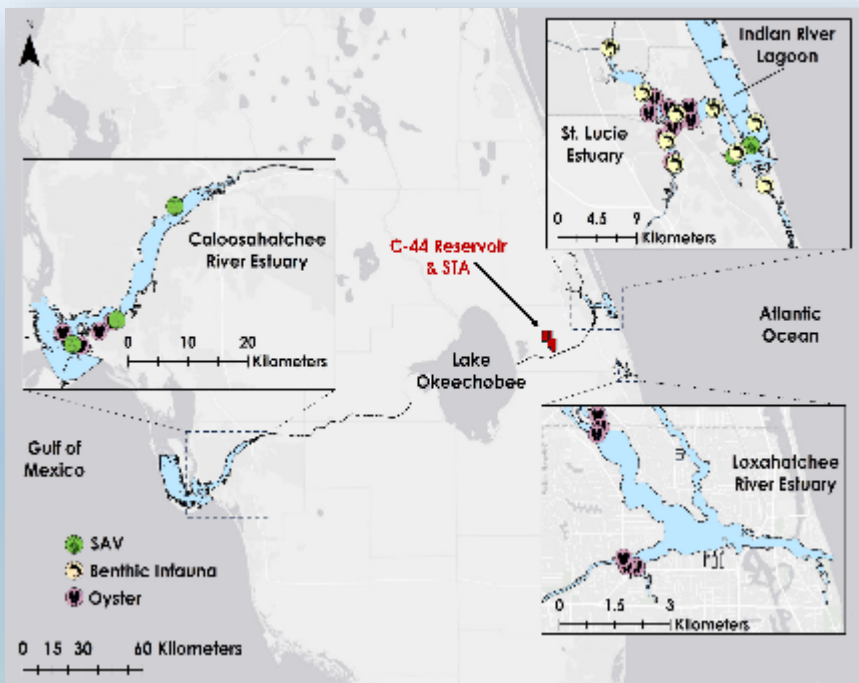 Indian River
Lagoon
St. Lucie
Estuary
0 4.5 9
Kilometers
Caloosahatchee
River Estuary
0 10 20
Kilometers
C-44 Reservoir
& STA
Atlantic
Ocean
Lake
Okeechobee
Gulf of
Mexico
Loxahatchee
River Estuary
0 1.5 3
Kilometers
SAV
Benthic Infauna
Oyster
0 15 30 60 Kilometers